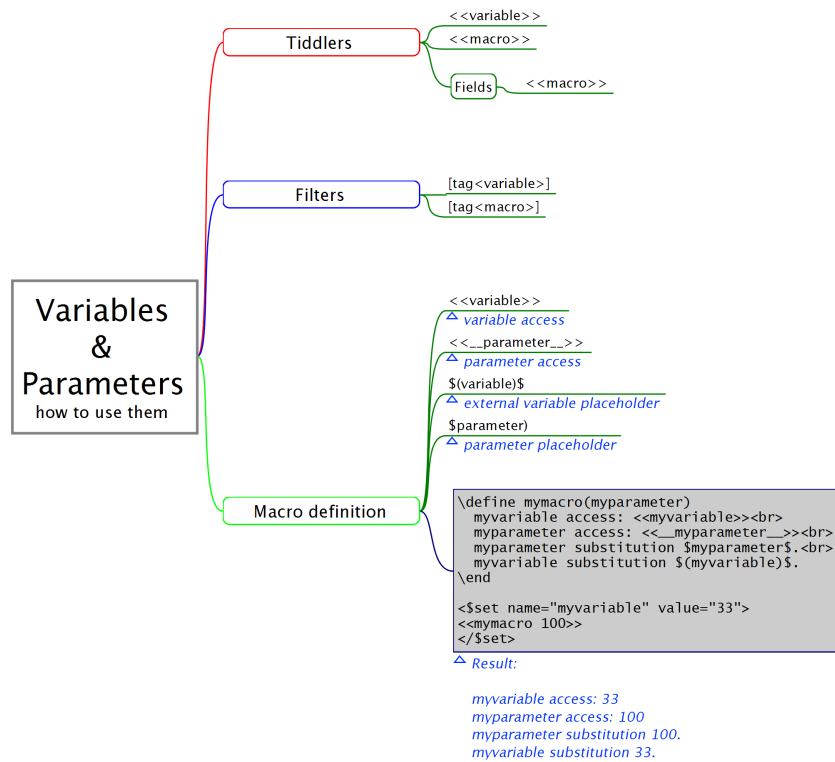 Variables
&
Parameters
how to use them
Tiddlers
<<variable>>
<<macro>>
Fields
<<macro>>
Filters
[tag<variable>]
[tag<macro>]
Macro definition
<<variable>>
variable access
<<__parameter__>>
parameter access
$(variable)$
external variable placeholder
$parameter)
parameter placeholder
\define mymacro(myparameter)
  myvariable access: <<myvariable>><br>
  myparameter access: <<__myparameter__>><br>
  myparameter substitution $myparameter$.<br>
  myvariable substitution $(myvariable)$.
\end
<$set name="myvariable" value="33">
<<mymacro 100>>
</$set>
Result:
myvariable access: 33
myparameter access: 100
myparameter substitution 100.
myvariable substitution 33.